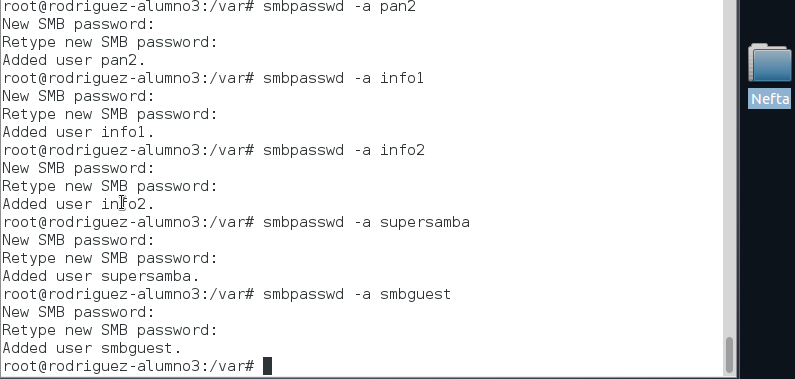 root@rodriguez-alumno3:/var# smbpasswd -a pan2
New SMB password:
Retype new SMB password:
Added user pan2.
root@rodriguez-alumno3:/var# smbpasswd -a info1
New SMB password:
Retype new SMB password:
Added user info1.
root@rodriguez-alumno3:/var# smbpasswd -a info2
New SMB password:
Retype new SMB password:
Added user info2.
root@rodriguez-alumno3:/var# smbpasswd -a supersamba
New SMB password:
Retype new SMB password:
Added user supersamba.
root@rodriguez-alumno3:/var# smbpasswd -a smbguest
New SMB password:
Retype new SMB password:
Added user smbguest.
root@rodriguez-alumno3:/var#
Nefta